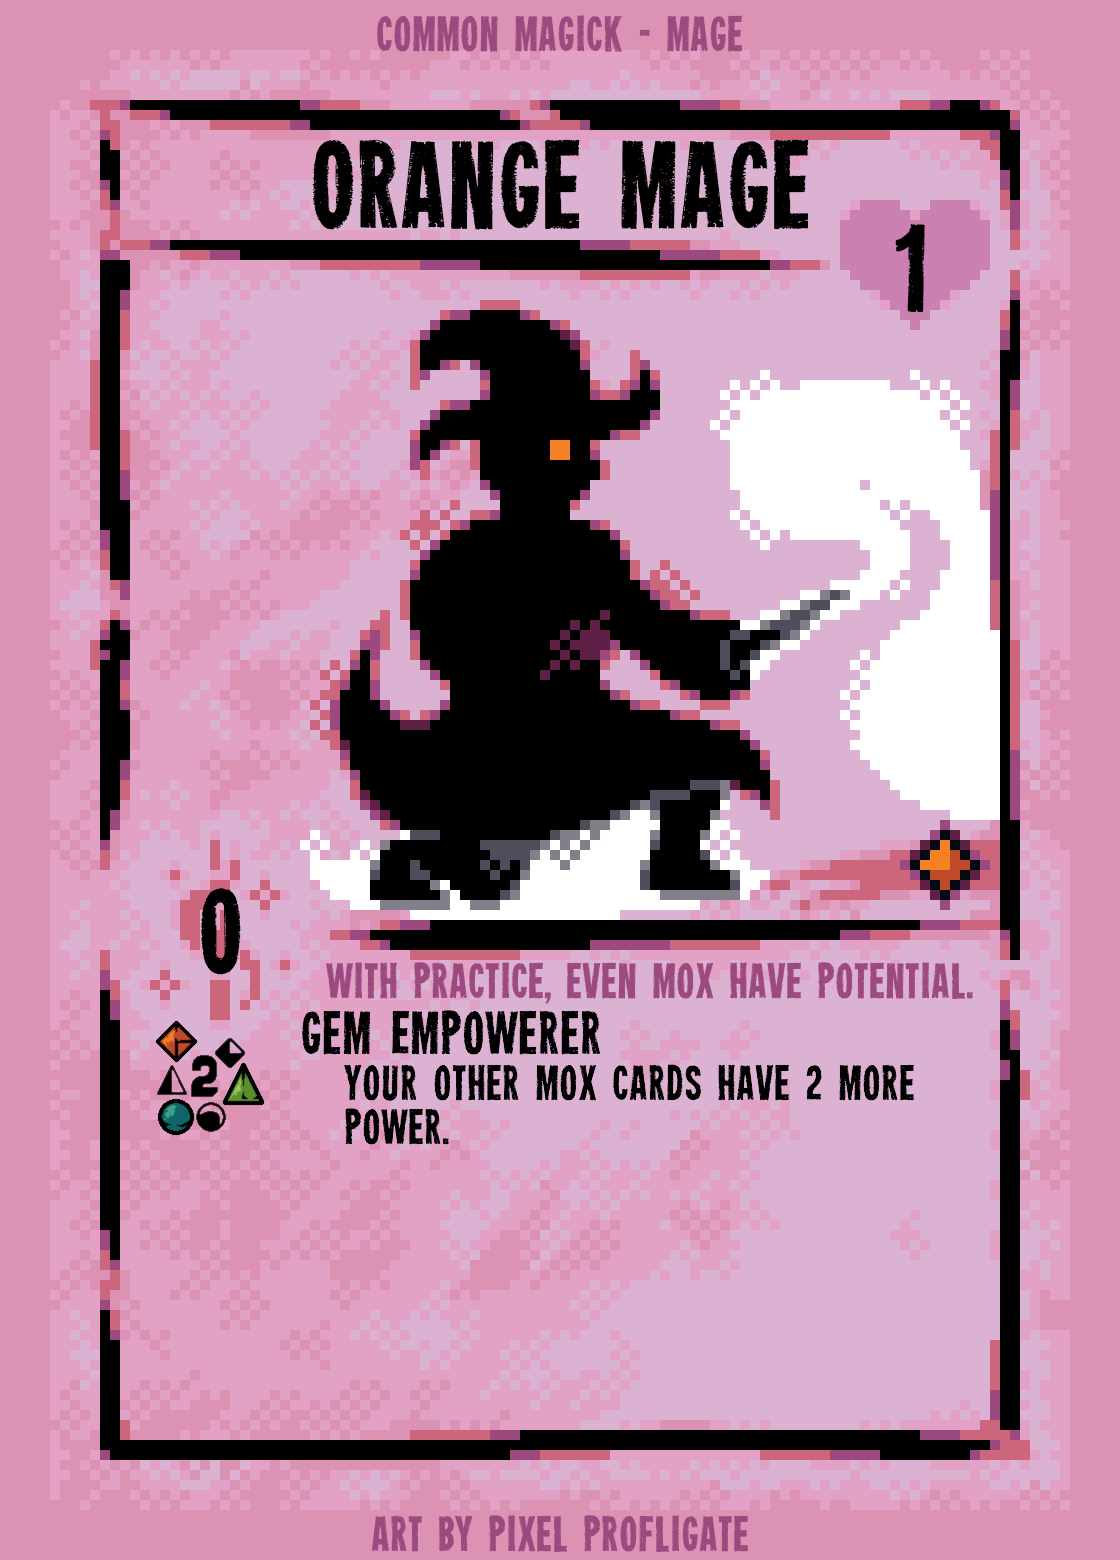 COMMON MAGICK - MAGE
ORANGE MAGE
1
0
WITH PRACTICE, EVEN MOX HAVE POTENTIAL.
GEM EMPOWERER
2
YOUR OTHER MOX CARDS HAVE 2 MORE
POWER.
ART BY PIXEL PROFLIGATE